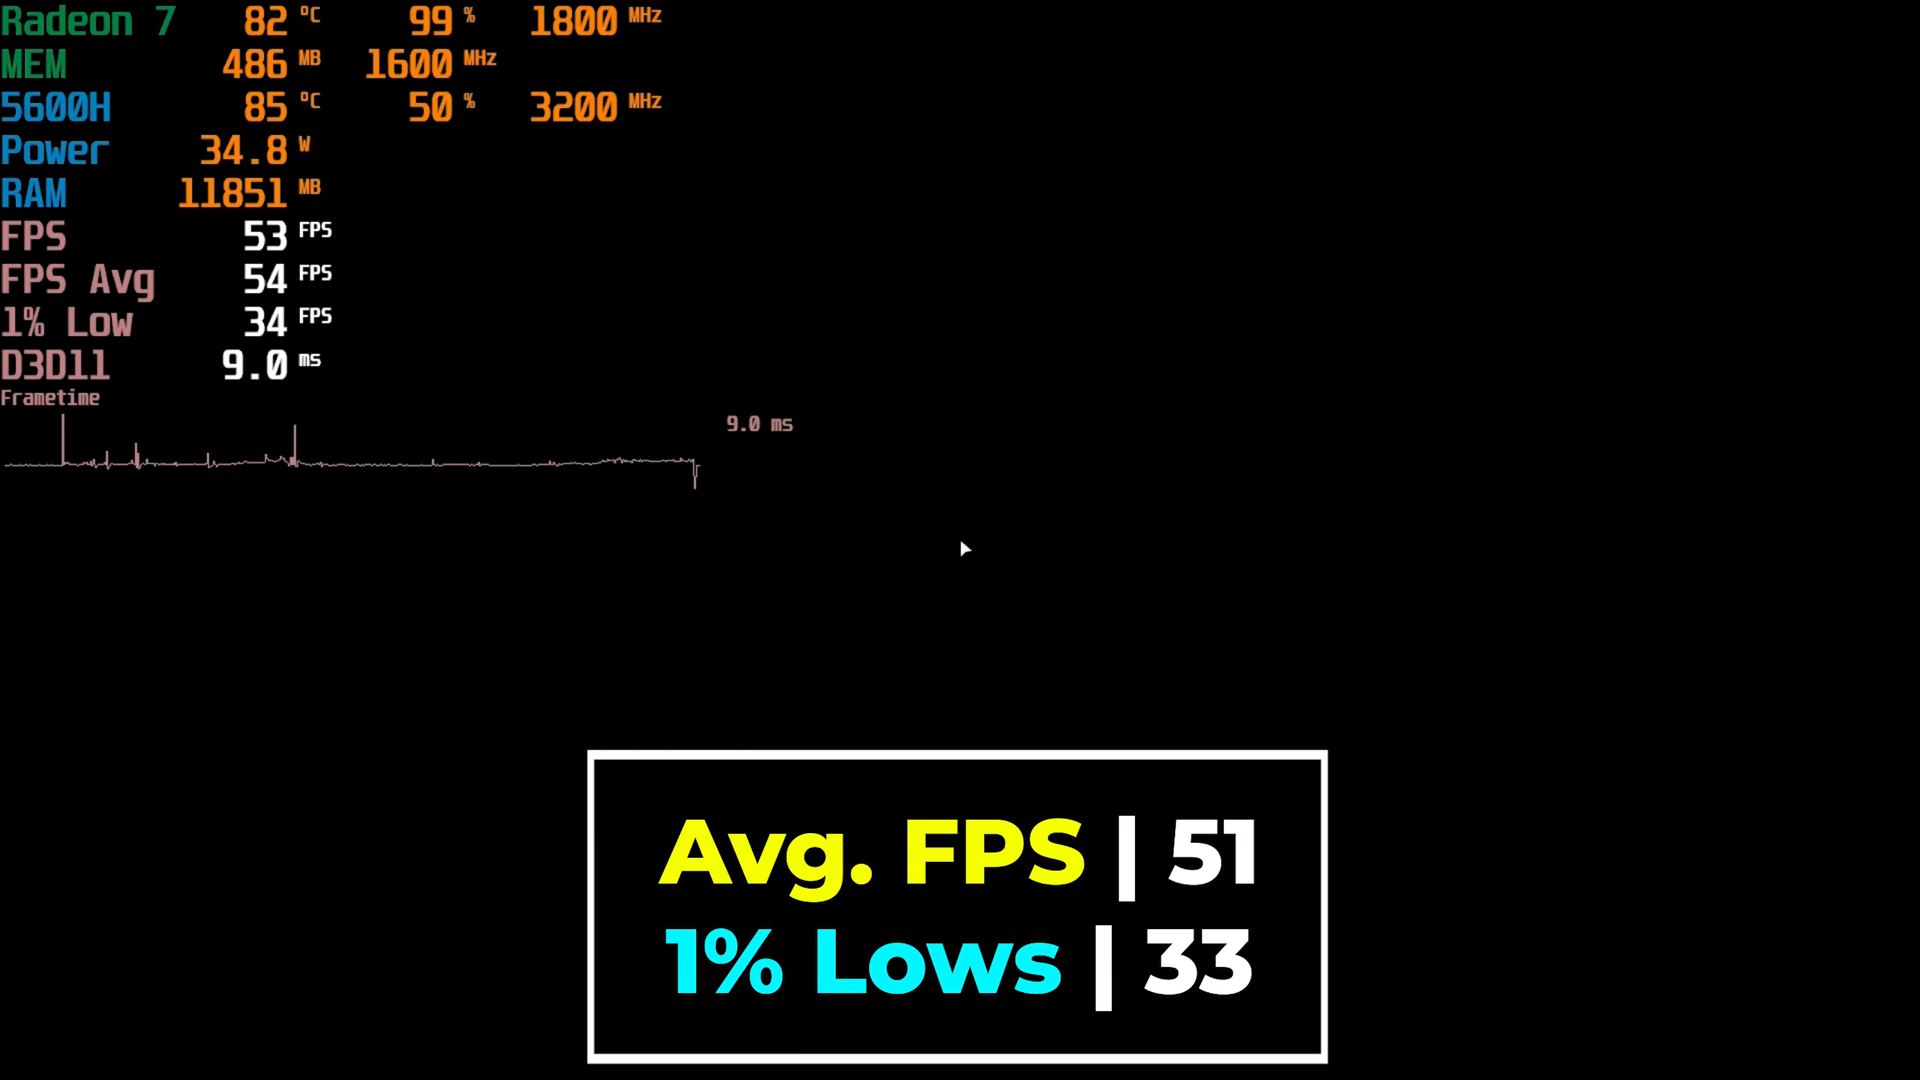 Radeon 7 82 °C 99 % 1800 MHz
MEM 486 MB 1600 MHz
5600H 85 °C 50 % 3200 MHz
Power 34.8 W
RAM 11851 MB
FPS 53 FPS
FPS Avg 54 FPS
1% Low 34 FPS
D3D11 9.0 ms
Frametime
9.0 ms
Avg. FPS | 51
1% Lows | 33